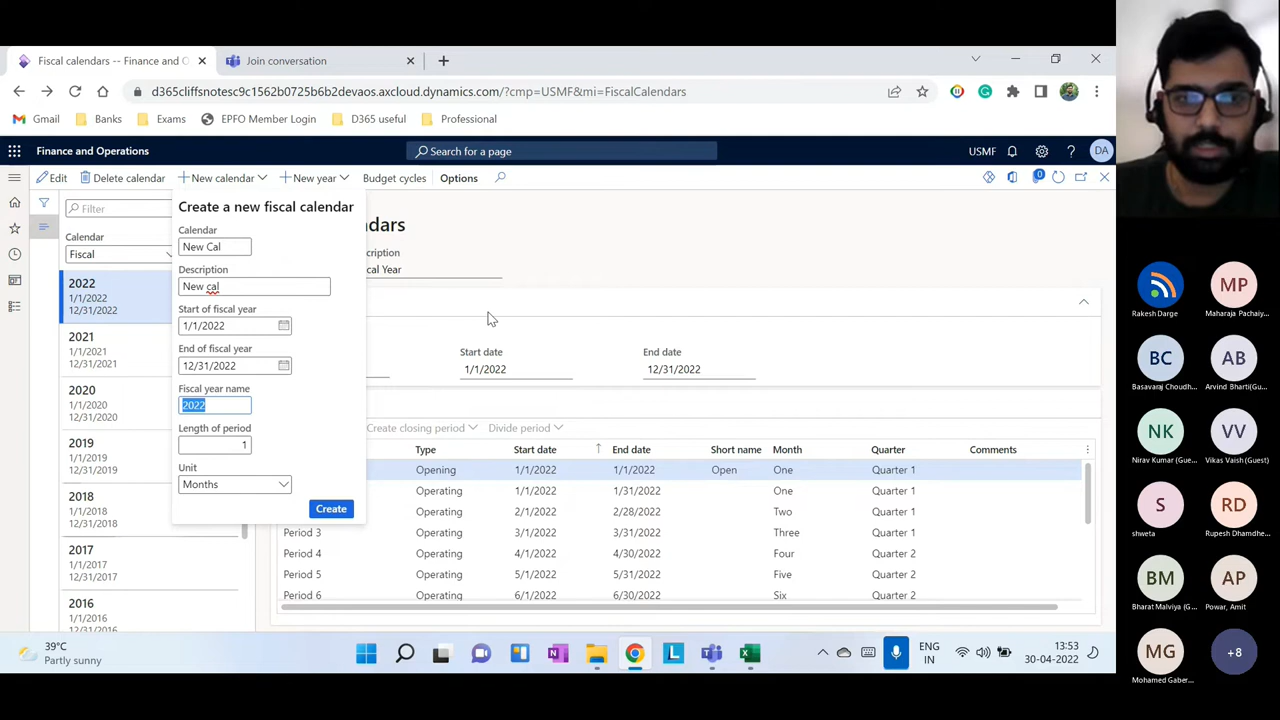 Fiscal calendars -- Finance and O
Join conversation
d365cliffsnotesc9c1562b0725b6b2devaos.axcloud.dynamics.com/?cmp=USMF&mi=FiscalCalendars
Gmail
Banks
Exams
EPFO Member Login
D365 useful
Professional
Finance and Operations
Search for a page
USMF
DA
Edit
Delete calendar
New calendar
New year
Budget cycles
Options
0
Filter
Calendar
Fiscal
2022
1/1/2022
12/31/2022
2021
1/1/2021
12/31/2021
2020
1/1/2020
12/31/2020
2019
1/1/2019
12/31/2019
2018
1/1/2018
12/31/2018
2017
1/1/2017
12/31/2017
2016
1/1/2016
12/31/2016
Create a new fiscal calendar
Calendar
New Cal
Description
New cal
Start of fiscal year
1/1/2022
End of fiscal year
12/31/2022
Fiscal year name
2022
Length of period
1
Unit
Months
Create
dars
cription
cal Year
Start date
1/1/2022
End date
12/31/2022
Create closing period
Divide period
Type Start date End date Short name Month Quarter Comments
Opening 1/1/2022 1/1/2022 Open One Quarter 1
Operating 1/1/2022 1/31/2022 One Quarter 1
Operating 2/1/2022 2/28/2022 Two Quarter 1
Period 3 Operating 3/1/2022 3/31/2022 Three Quarter 1
Period 4 Operating 4/1/2022 4/30/2022 Four Quarter 2
Period 5 Operating 5/1/2022 5/31/2022 Five Quarter 2
Period 6 Operating 6/1/2022 6/30/2022 Six Quarter 2
39°C
Partly sunny
ENG
IN
13:53
30-04-2022
Rakesh Darge
MP
Maharaja Pachaiy...
BC
Basavaraj Choudh...
AB
Arvind Bharti(Gu...
NK
Nirav Kumar (Gue...
VV
Vikas Vaish (Guest)
S
shweta
RD
Rupesh Dhamdhe...
BM
Bharat Malviya (G...
AP
Powar, Amit
MG
Mohamed Gaber...
+8